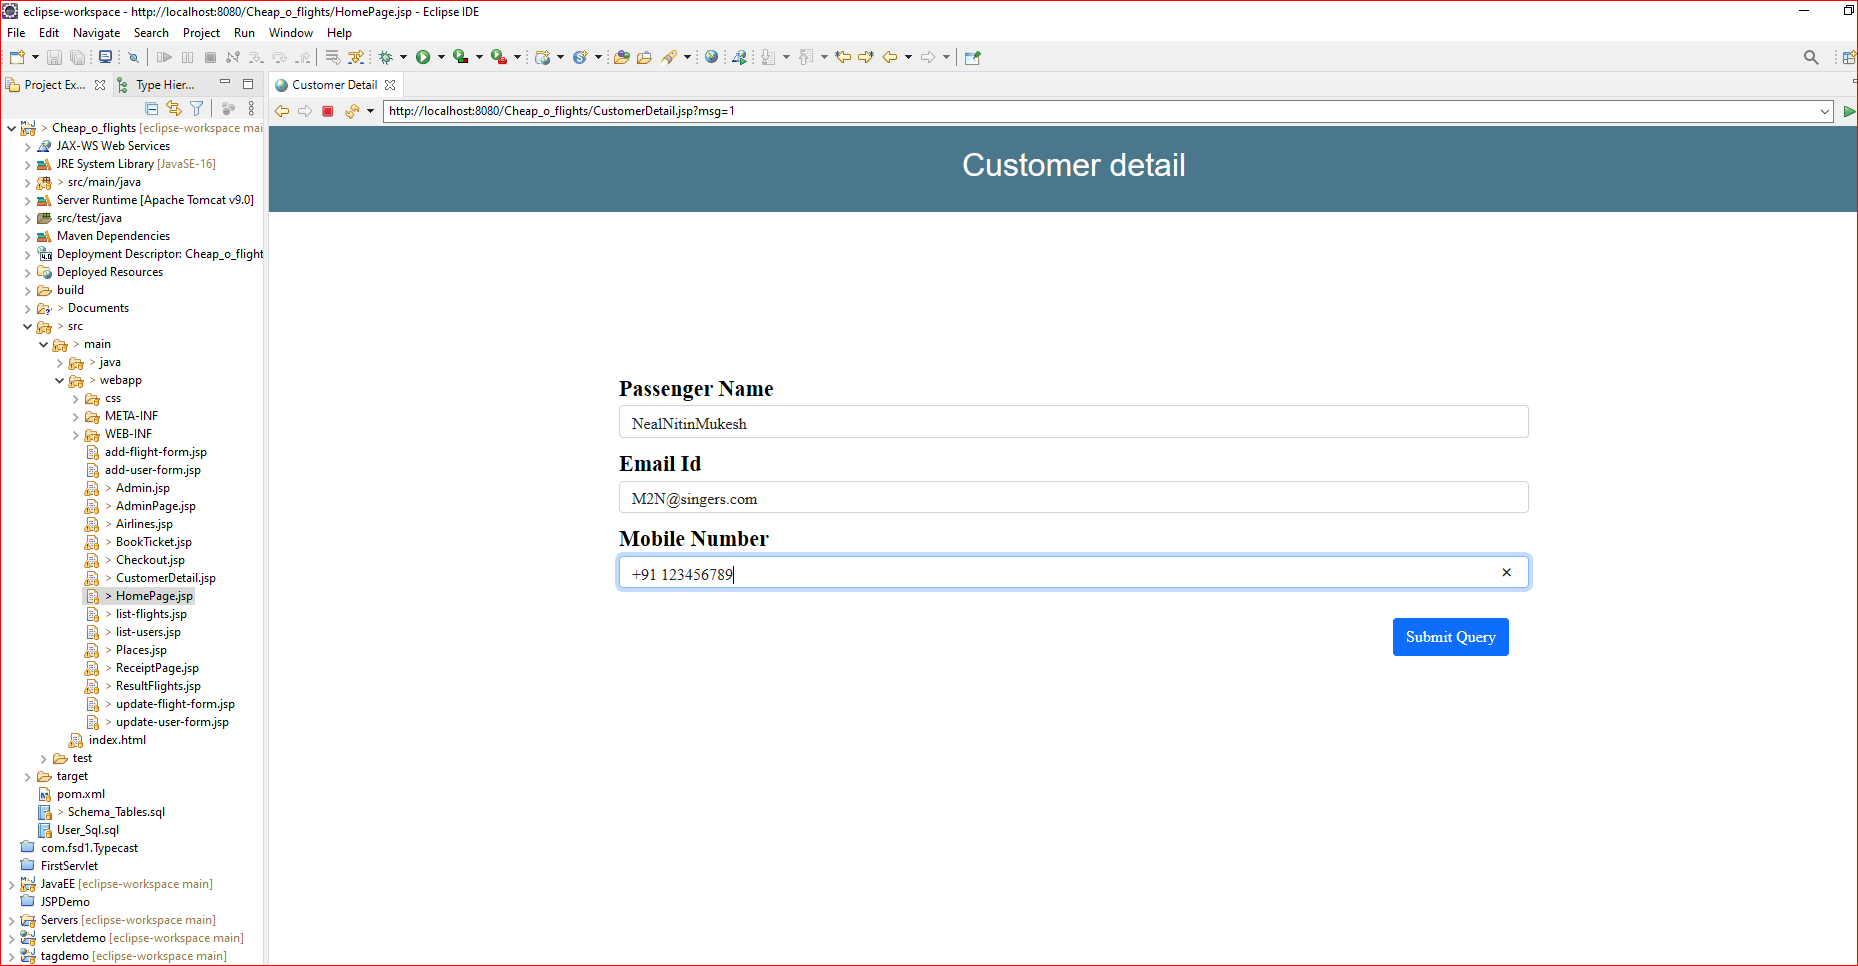 eclipse-workspace - http://localhost:8080/Cheap_o_flights/HomePage.jsp - Eclipse IDE
File Edit Navigate Search Project Run Window Help
Project Ex... Type Hier...
Customer Detail
http://localhost:8080/Cheap_o_flights/CustomerDetail.jsp?msg=1
> Cheap_o_flights [eclipse-workspace mai
JAX-WS Web Services
JRE System Library [JavaSE-16]
> src/main/java
Server Runtime [Apache Tomcat v9.0]
src/test/java
Maven Dependencies
Deployment Descriptor: Cheap_o_flight
Deployed Resources
build
> Documents
> src
> main
> java
> webapp
css
META-INF
WEB-INF
add-flight-form.jsp
add-user-form.jsp
> Admin.jsp
> AdminPage.jsp
> Airlines.jsp
> BookTicket.jsp
> Checkout.jsp
> CustomerDetail.jsp
> HomePage.jsp
> list-flights.jsp
> list-users.jsp
> Places.jsp
> ReceiptPage.jsp
> ResultFlights.jsp
> update-flight-form.jsp
> update-user-form.jsp
index.html
test
target
pom.xml
> Schema_Tables.sql
User_Sql.sql
com.fsd1.Typecast
FirstServlet
JavaEE [eclipse-workspace main]
JSPDemo
Servers [eclipse-workspace main]
servletdemo [eclipse-workspace main]
tagdemo [eclipse-workspace main]
Customer detail
Passenger Name
NealNitinMukesh
Email Id
M2N@singers.com
Mobile Number
+91 123456789
Submit Query